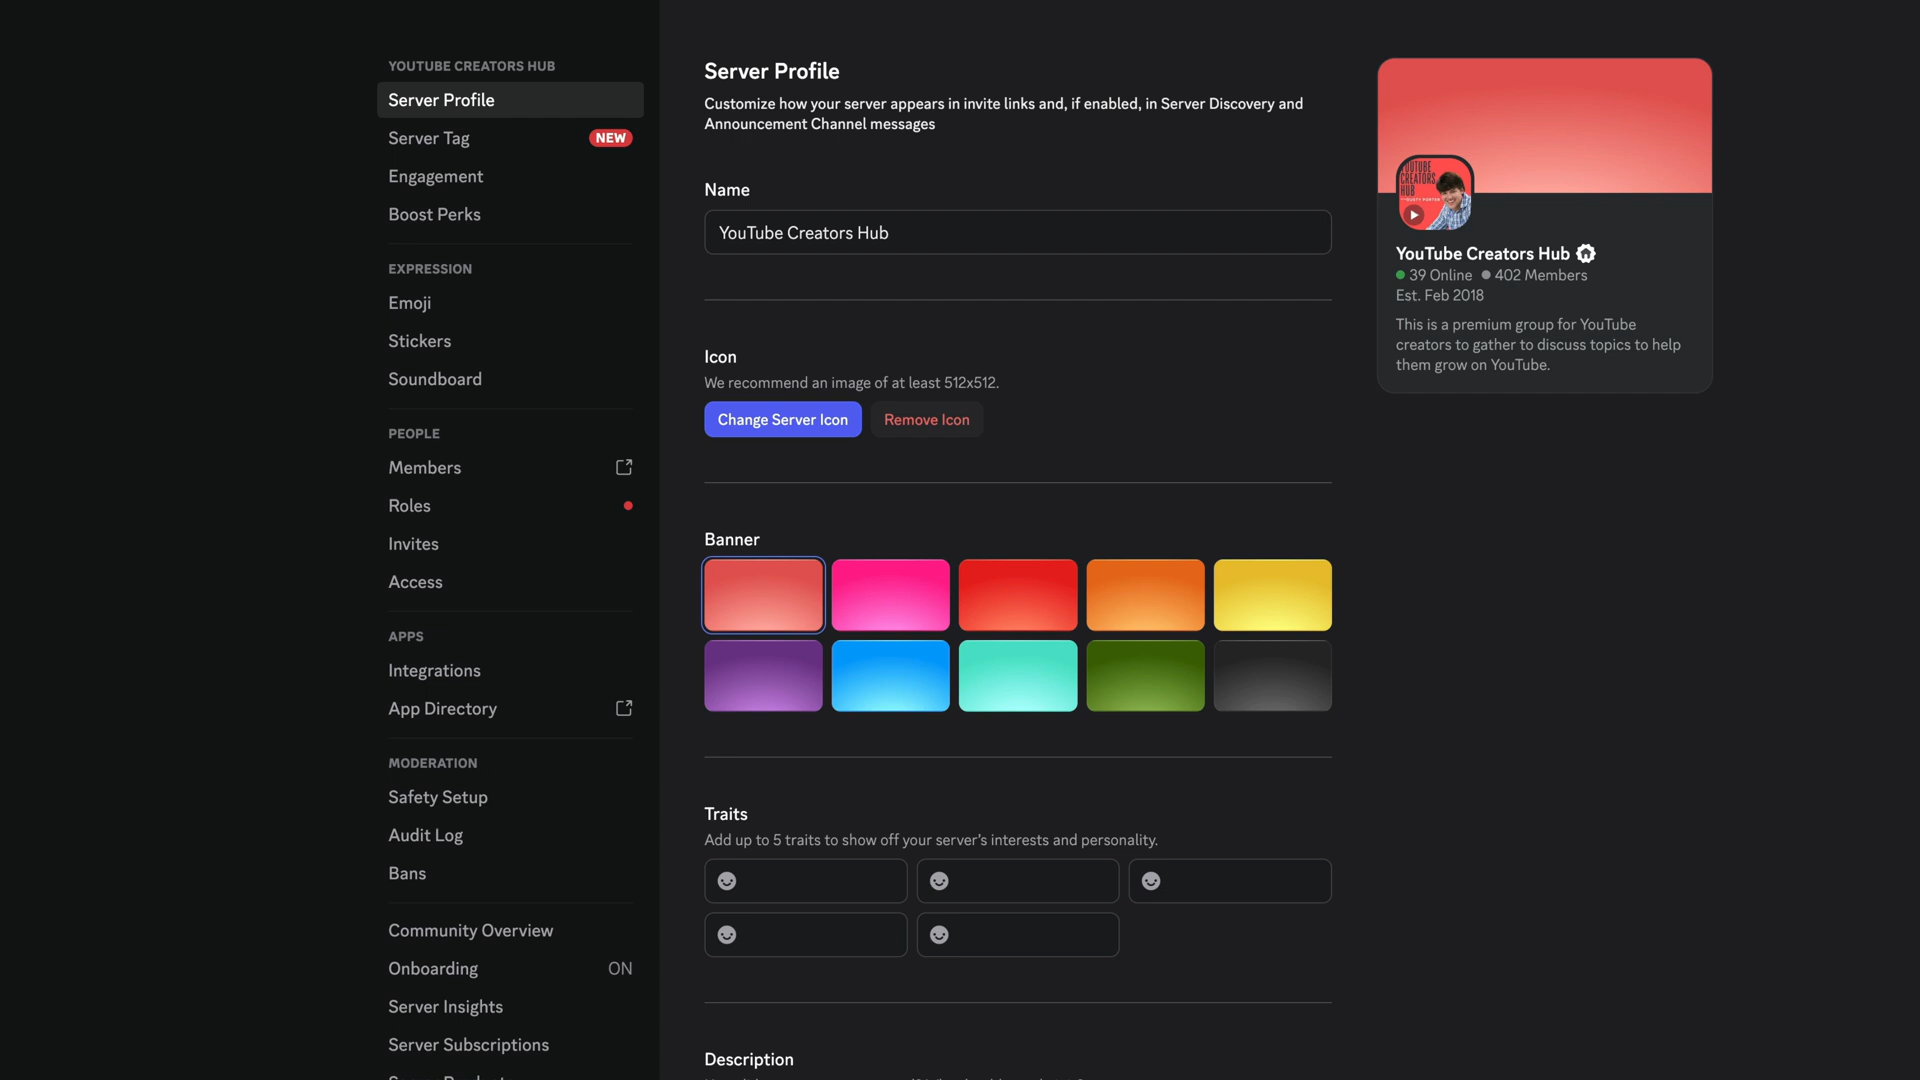 YOUTUBE CREATORS HUB
Server Profile
Server Tag
NEW
Engagement
Boost Perks
EXPRESSION
Emoji
Stickers
Soundboard
PEOPLE
Members
Roles
Invites
Access
APPS
Integrations
App Directory
MODERATION
Safety Setup
Audit Log
Bans
Community Overview
Onboarding
ON
Server Insights
Server Subscriptions
Server Profile
Customize how your server appears in invite links and, if enabled, in Server Discovery and
Announcement Channel messages
Name
YouTube Creators Hub
Icon
We recommend an image of at least 512x512.
Change Server Icon
Remove Icon
Banner
Traits
Add up to 5 traits to show off your server's interests and personality.
Description
YOUTUBE
CREATORS
HUB
DUSTY PORTER
YouTube Creators Hub
39 Online
402 Members
Est. Feb 2018
This is a premium group for YouTube
creators to gather to discuss topics to help
them grow on YouTube.